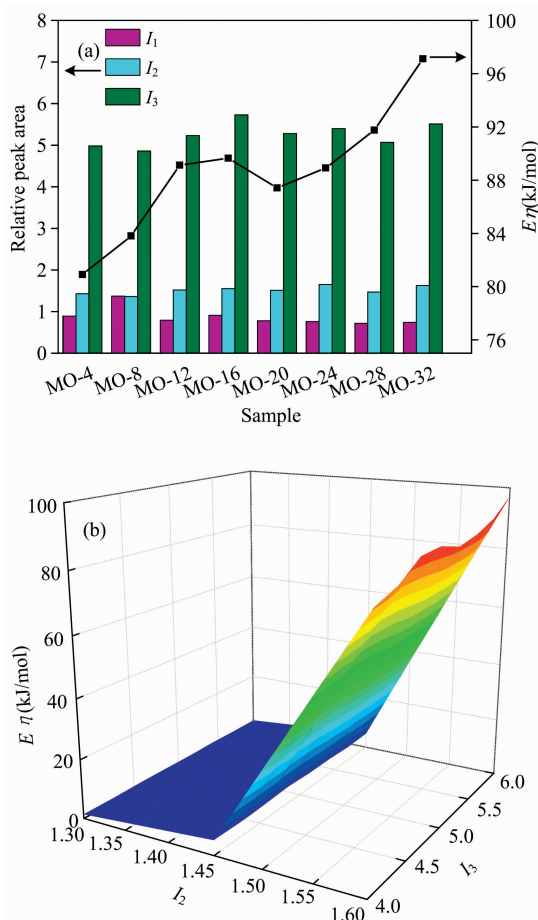 (a)
I₁
I₂
I₃
Relative peak area
8
7
6
5
4
3
2
1
0
100
96
92
88
84
80
76
Eη(kJ/mol)
MO-4 MO-8 MO-12 MO-16 MO-20 MO-24 MO-28 MO-32
Sample
(b)
100
80
60
40
20
0
E η(kJ/mol)
1.30 1.35 1.40 1.45 1.50 1.55 1.60
I₂
4.0 4.5 5.0 5.5 6.0
I₃